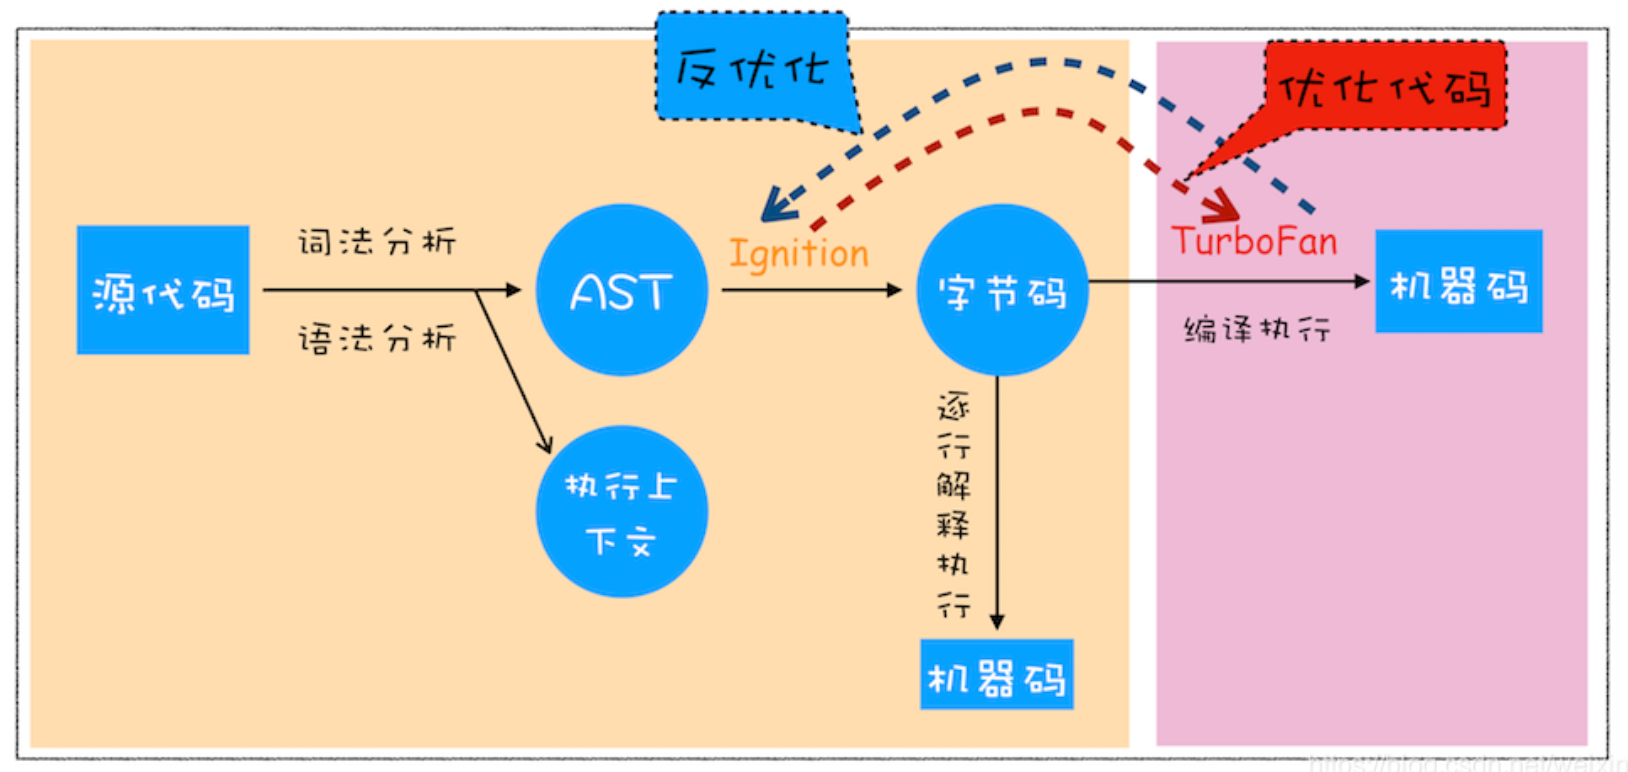 反优化
优化代码
词法分析
源代码
语法分析
AST
Ignition
字节码
TurboFan
编译执行
机器码
执行上
下文
逐
行
解
释
执
行
机器码
https://blog.csdn.net/weixin